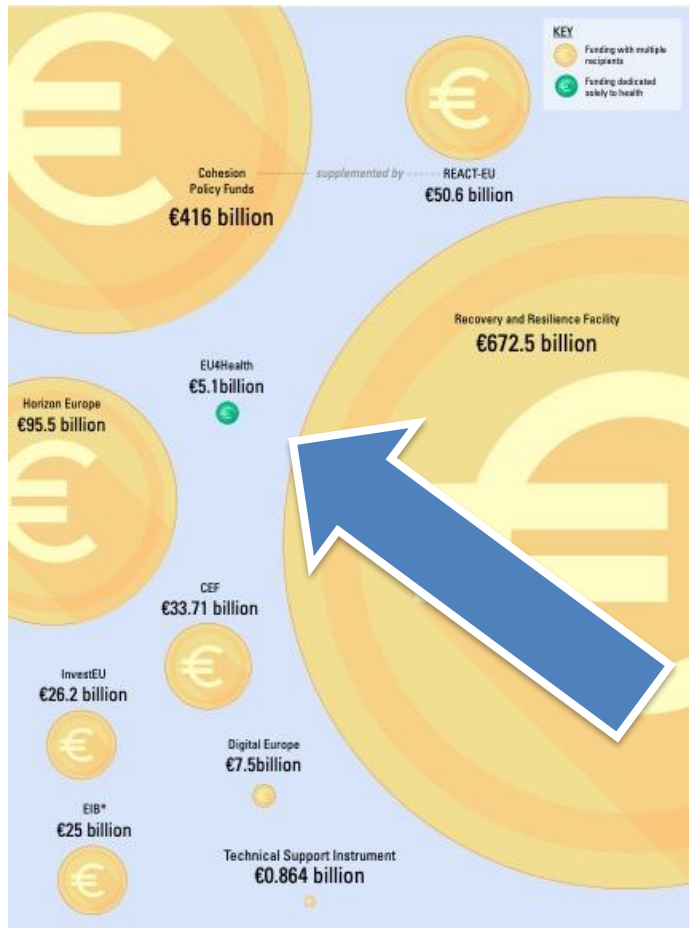 KEY
Funding with multiple
recipients
Funding dedicated
solely to health
Cohesion
Policy Funds
€416 billion
supplemented by
REACT-EU
€50.6 billion
Recovery and Resilience Facility
€672.5 billion
EU4Health
€5.1billion
Horizon Europe
€95.5 billion
CEF
€33.71 billion
InvestEU
€26.2 billion
Digital Europe
€7.5billion
EIB*
€25 billion
Technical Support Instrument
€0.864 billion